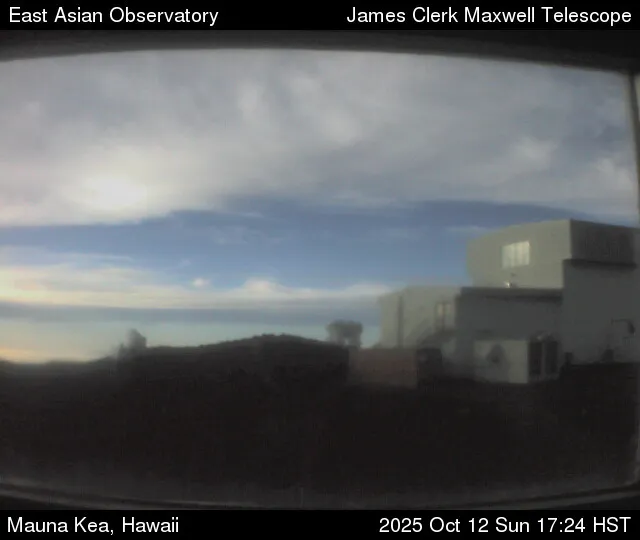 East Asian Observatory
James Clerk Maxwell Telescope
Mauna Kea, Hawaii
2025 Oct 12 Sun 17:24 HST